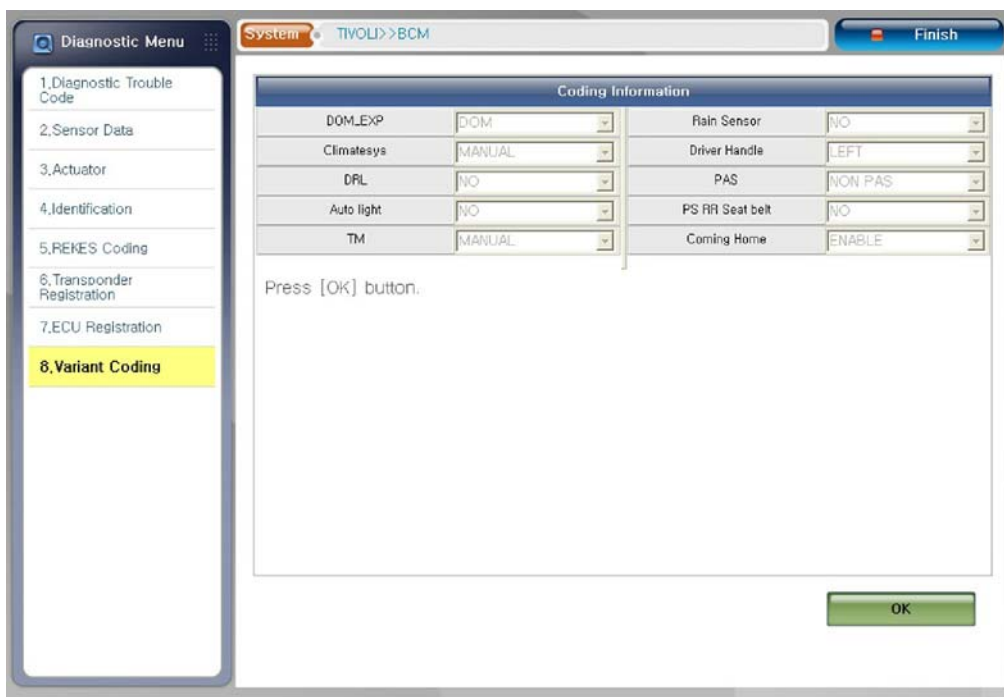 Diagnostic Menu
System
TIVOLI>>BCM
Finish
1,Diagnostic Trouble
Code
2,Sensor Data
3,Actuator
4,Identification
5,REKES Coding
6,Transponder
Registration
7,ECU Registration
8,Variant Coding
Coding Information
DOM_EXP DOM Rain Sensor NO
Climatesys MANUAL Driver Handle LEFT
DRL NO PAS NON PAS
Auto light NO PS RR Seat belt NO
TM MANUAL Coming Home ENABLE
Press [OK] button.
OK